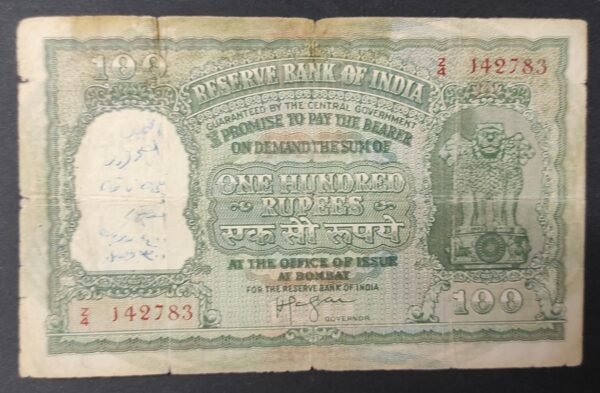 100
RESERVE BANK OF INDIA
Z/4 142783
GUARANTEED BY THE CENTRAL GOVERNMENT
I PROMISE TO PAY THE BEARER
ON DEMAND THE SUM OF
ONE HUNDRED
RUPEES
एक सौ रूपये
AT THE OFFICE OF ISSUE
AT BOMBAY
FOR THE RESERVE BANK OF INDIA
GOVERNOR
Z/4 142783
100